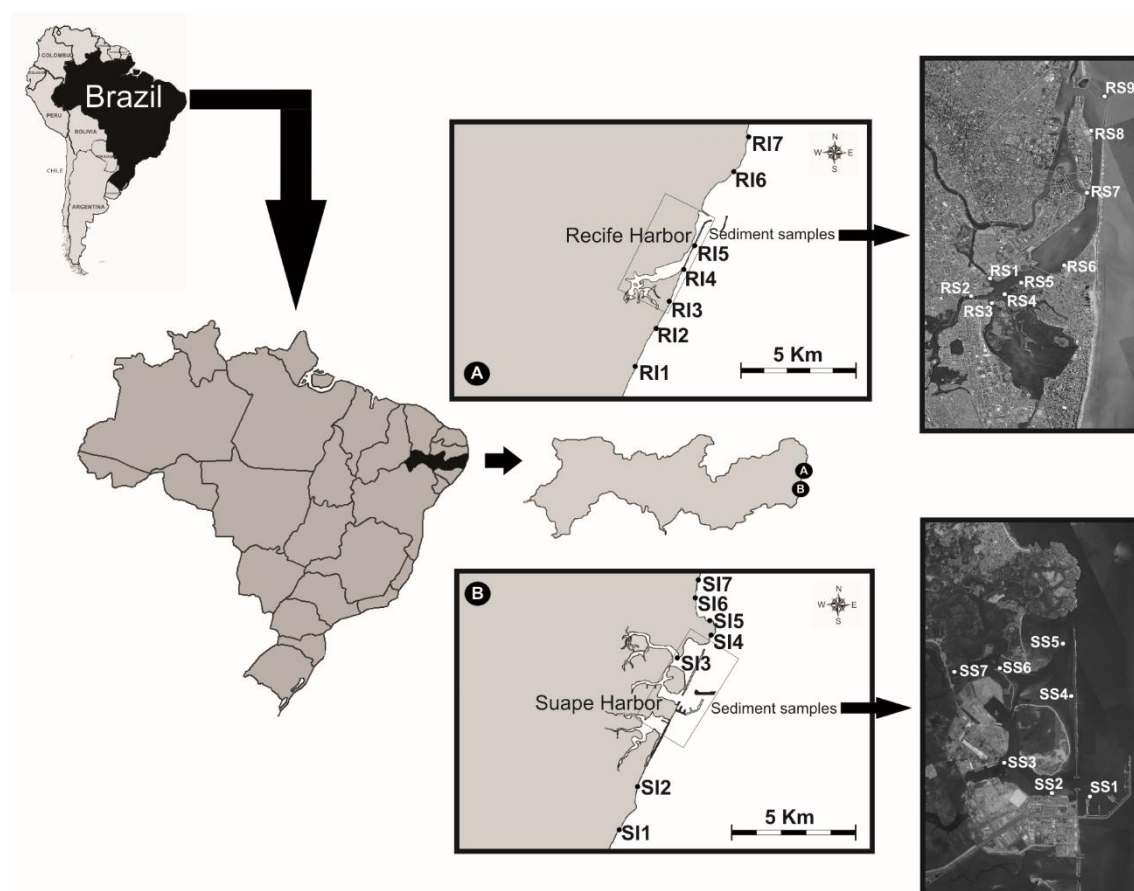 COLOMBIA
Brazil
PERU
BOLIVIA
CHILE
ARGENTINA
A
N
W E
S
RI7
RI6
Recife Harbor
Sediment samples
RI5
RI4
RI3
RI2
RI1
5 Km
RS9
RS8
RS7
RS6
RS1
RS5
RS2
RS4
RS3
A
B
B
N
W E
S
SI7
SI6
SI5
SI4
SI3
Suape Harbor
Sediment samples
SI2
SI1
5 Km
SS5
SS6
SS7
SS4
SS3
SS2
SS1